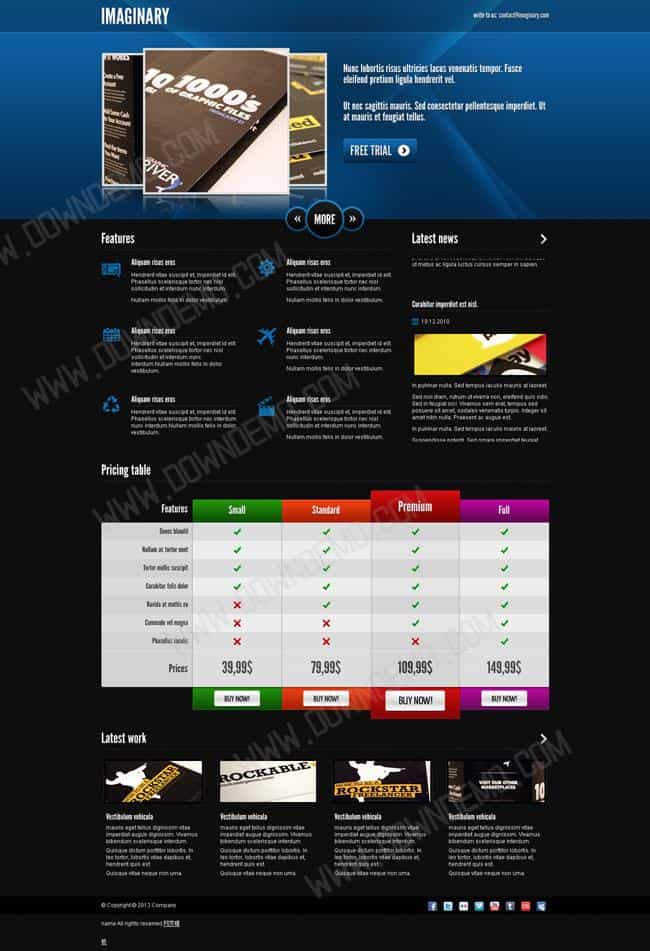 IMAGINARY
write to us: contact@imaginary.com
Nunc lobortis risus ultricies lacus venenatis tempor. Fusce
eleifend pretium ligula hendrerit vel.
Ut nec sagittis mauris. Sed consectetur pellentesque imperdiet. Ut
at mauris et feugiat tellus.
FREE TRIAL
1000's
OF GRAPHIC FILES
MORE
Features
Aliquam risus eros
Hendrerit vitae suscipit et, imperdiet id elit.
Phasellus scelerisque tortor nec nisl
sollicitudin et interdum nunc interdum.
Nullam mollis felis in dolor vestibulum.
Aliquam risus eros
Hendrerit vitae suscipit et, imperdiet id elit.
Phasellus scelerisque tortor nec nisl
sollicitudin et interdum nunc interdum.
Nullam mollis felis in dolor vestibulum.
Aliquam risus eros
Hendrerit vitae suscipit et, imperdiet id elit.
Phasellus scelerisque tortor nec nisl
sollicitudin et interdum nunc
interdum.Nullam mollis felis in dolor
vestibulum.
Aliquam risus eros
Hendrerit vitae suscipit et, imperdiet id elit.
Phasellus scelerisque tortor nec nisl
sollicitudin et interdum nunc interdum.
Nullam mollis felis in dolor vestibulum.
Aliquam risus eros
Hendrerit vitae suscipit et, imperdiet id elit.
Phasellus scelerisque tortor nec nisl
sollicitudin et interdum nunc
interdum.Nullam mollis felis in dolor
vestibulum.
Aliquam risus eros
Hendrerit vitae suscipit et, imperdiet id elit.
Phasellus scelerisque tortor nec nisl
sollicitudin et interdum nunc interdum.
Nullam mollis felis in dolor vestibulum.
Latest news
ut metus ac ligula luctus cursus semper in sapien.
Curabitur imperdiet est nisl.
19.12.2010
In pulvinar nulla. Sed tempus iaculis mauris at laoreet.
Sed nisl diam, rutrum ut viverra non, eleifend quis odio.
Sed in feugiat orci. Vivamus sem erat, tempus sed
posuere sit amet, sodales venenatis turpis. Integer sit
amet nibh nulla. Praesent ac augue est.
In pulvinar nulla. Sed tempus iaculis mauris at laoreet.
Pricing table
Features Small Standard Premium Full
Donec blandit
Nullam ac tortor eset
Tortor mollis suscipit
Curabitur felis dolor
Ravida at mattis eu
Commodo vel magna
Phasellus iaculis
Prices 39,99$ 79,99$ 109,99$ 149,99$
BUY NOW! BUY NOW! BUY NOW! BUY NOW!
Latest work
ROCKSTAR
ROCKABLE
ROCKSTAR
FREELANCER
VISIT OUR OTHER
MARKETPLACES
Vestibulum vehicula
mauris eget tellus dignissim vitae
imperdiet augue dignissim. Vivamus
bibendum scelerisque interdum.
Quisque dictum porttitor lobortis. In
leo tortor, lobortis vitae dapibus et,
hendrerit quis est.
Quisque vitae neque non urna.
Vestibulum vehicula
mauris eget tellus dignissim vitae
imperdiet augue dignissim. Vivamus
bibendum scelerisque interdum.
Quisque dictum porttitor lobortis. In
leo tortor, lobortis vitae dapibus et,
hendrerit quis est.
Quisque vitae neque non urna.
Vestibulum vehicula
mauris eget tellus dignissim vitae
imperdiet augue dignissim. Vivamus
bibendum scelerisque interdum.
Quisque dictum porttitor lobortis. In
leo tortor, lobortis vitae dapibus et,
hendrerit quis est.
Quisque vitae neque non urna.
Vestibulum vehicula
mauris eget tellus dignissim vitae
imperdiet augue dignissim. Vivamus
bibendum scelerisque interdum.
Quisque dictum porttitor lobortis. In
leo tortor, lobortis vitae dapibus et,
hendrerit quis est.
Quisque vitae neque non urna.
© Copyright © 2013.Company
name All rights reserved.
WWW.DOWNDEMO.COM